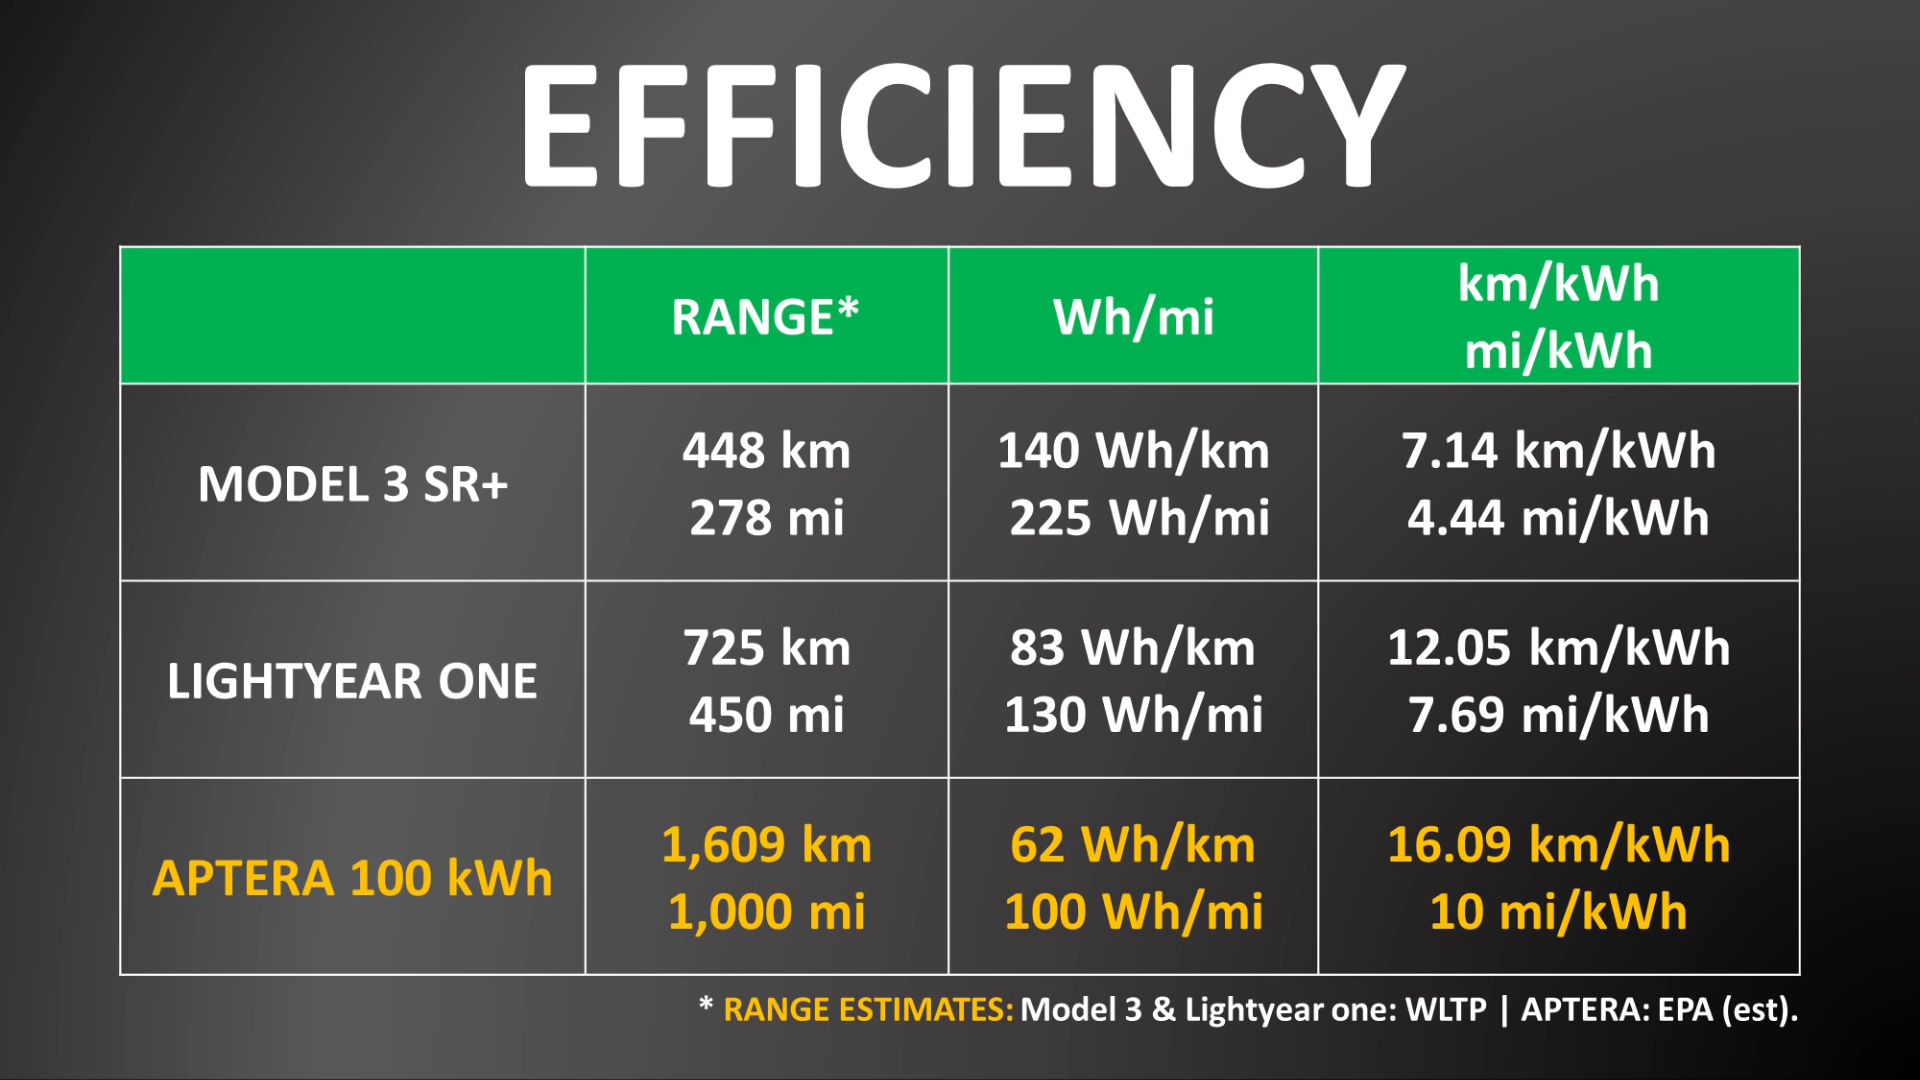 EFFICIENCY
RANGE*
Wh/mi
km/kWh
mi/kWh
MODEL 3 SR+
448 km
278 mi
140 Wh/km
225 Wh/mi
7.14 km/kWh
4.44 mi/kWh
LIGHTYEAR ONE
725 km
450 mi
83 Wh/km
130 Wh/mi
12.05 km/kWh
7.69 mi/kWh
APTERA 100 kWh
1,609 km
1,000 mi
62 Wh/km
100 Wh/mi
16.09 km/kWh
10 mi/kWh
* RANGE ESTIMATES: Model 3 & Lightyear one: WLTP | APTERA: EPA (est).